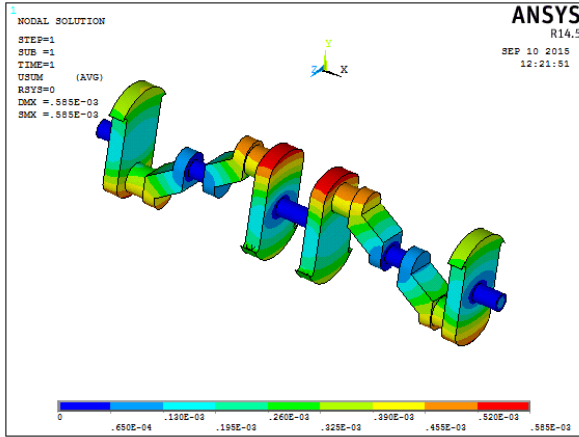 1
NODAL SOLUTION
STEP=1
SUB =1
TIME=1
USUM (AVG)
RSYS=0
DMX =.585E-03
SMX =.585E-03
ANSYS
R14.5
SEP 10 2015
12:21:51
Y
Z X
0 .130E-03 .260E-03 .390E-03 .520E-03
.650E-04 .195E-03 .325E-03 .455E-03 .585E-03